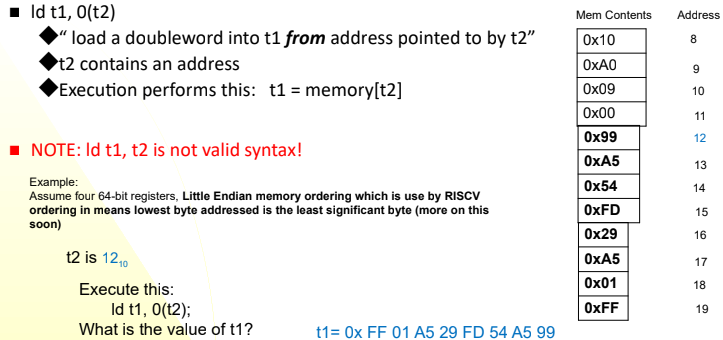 ld t1, 0(t2)
“ load a doubleword into t1 from address pointed to by t2”
t2 contains an address
Execution performs this: t1 = memory[t2]
NOTE: ld t1, t2 is not valid syntax!
Example:
Assume four 64-bit registers, Little Endian memory ordering which is use by RISCV
ordering in means lowest byte addressed is the least significant byte (more on this
soon)
t2 is 12₁₀
Execute this:
ld t1, 0(t2);
What is the value of t1?
t1= 0x FF 01 A5 29 FD 54 A5 99
Mem Contents Address
0x10 8
0xA0 9
0x09 10
0x00 11
0x99 12
0xA5 13
0x54 14
0xFD 15
0x29 16
0xA5 17
0x01 18
0xFF 19